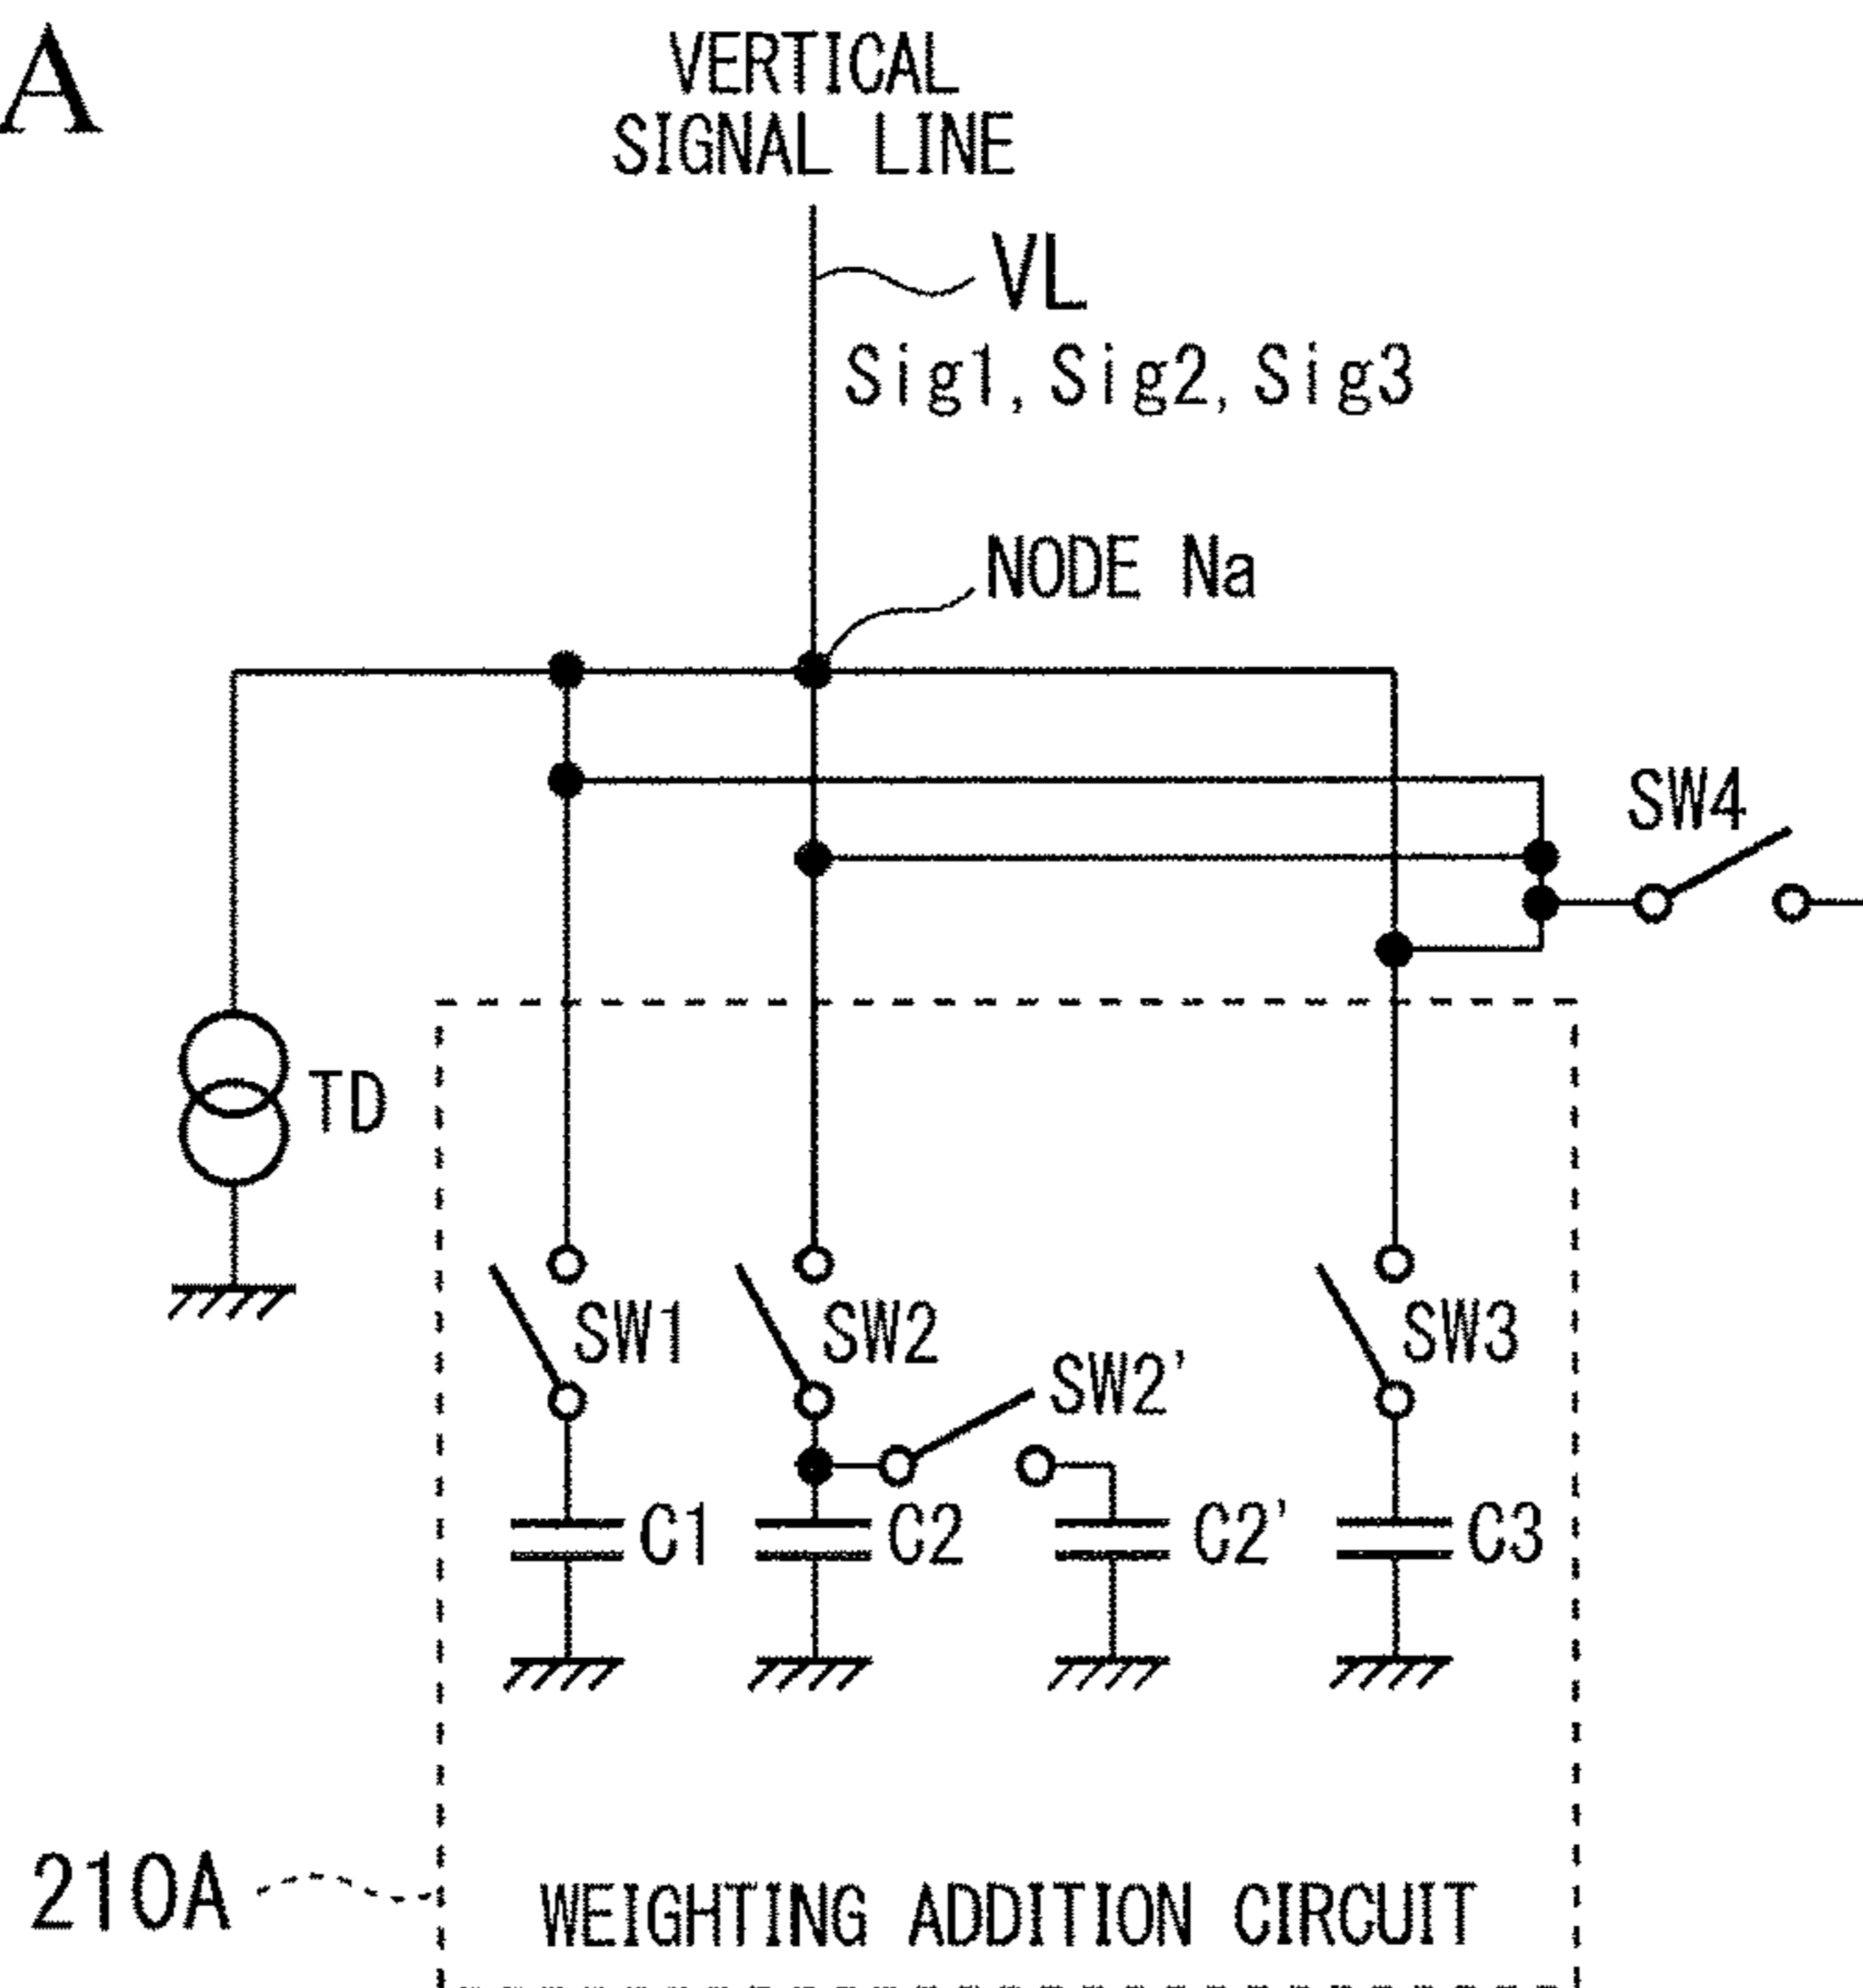 A
VERTICAL
SIGNAL LINE
VL
Sig1, Sig2, Sig3
NODE Na
SW4
TD
SW1
SW2
SW3
SW2'
C1
C2
C2'
C3
210A
WEIGHTING ADDITION CIRCUIT